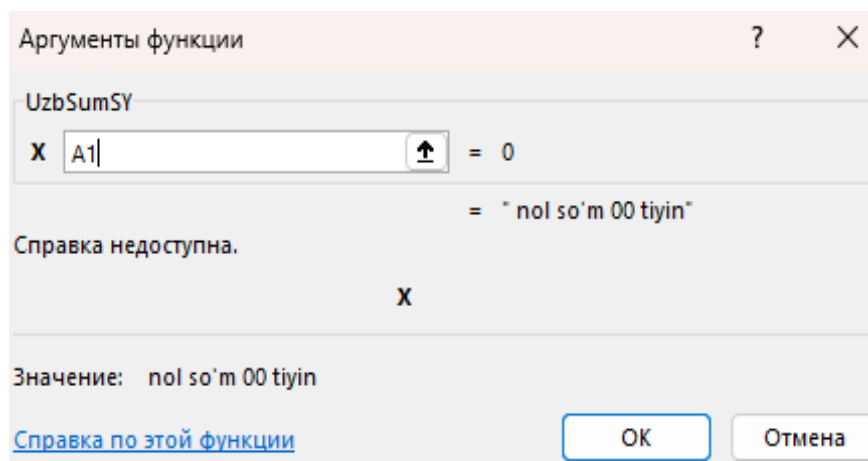 Аргументы функции ? ×
UzbSumSY
X A1 = 0
= " nol so'm 00 tiyin"
Справка недоступна.
X
Значение: nol so'm 00 tiyin
Справка по этой функции OK Отмена